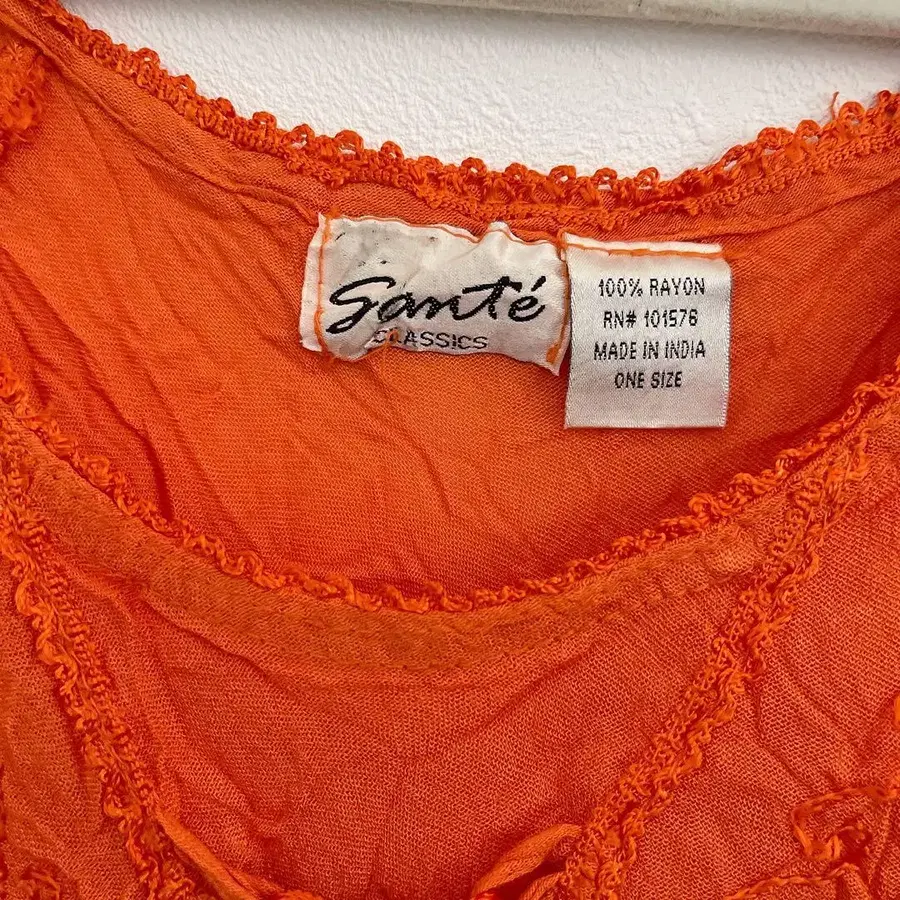 Santé
CLASSICS
100% RAYON
RN# 101576
MADE IN INDIA
ONE SIZE